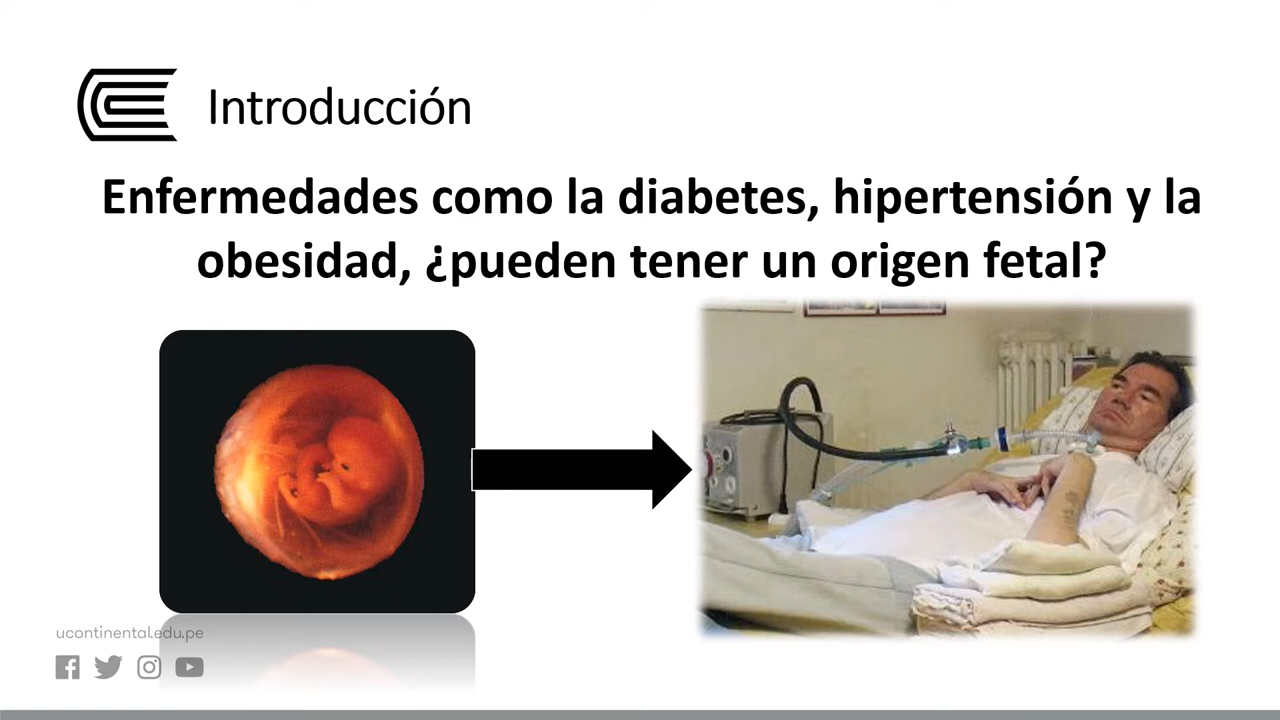 Introducción
Enfermedades como la diabetes, hipertensión y la
obesidad, ¿pueden tener un origen fetal?
ucontinental.edu.pe